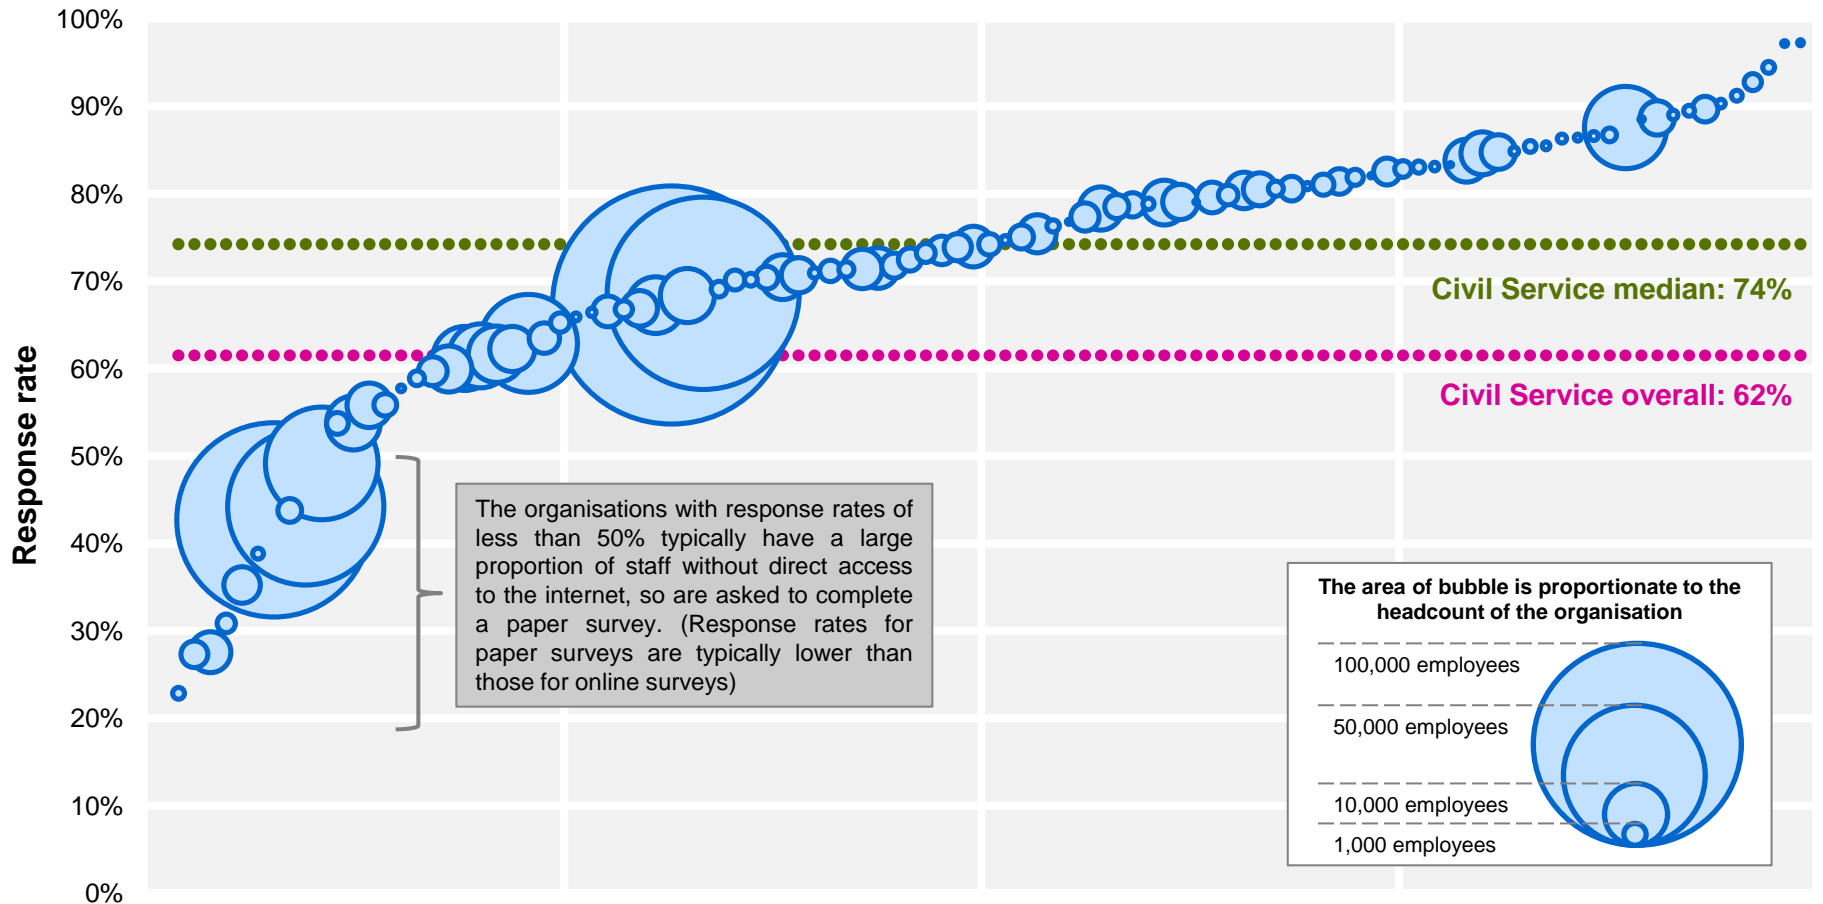 100%
90%
80%
70%
60%
50%
40%
30%
20%
10%
0%
Response rate
Civil Service median: 74%
Civil Service overall: 62%
The organisations with response rates of
less than 50% typically have a large
proportion of staff without direct access
to the internet, so are asked to complete
a paper survey. (Response rates for
paper surveys are typically lower than
those for online surveys)
The area of bubble is proportionate to the
headcount of the organisation
100,000 employees
50,000 employees
10,000 employees
1,000 employees